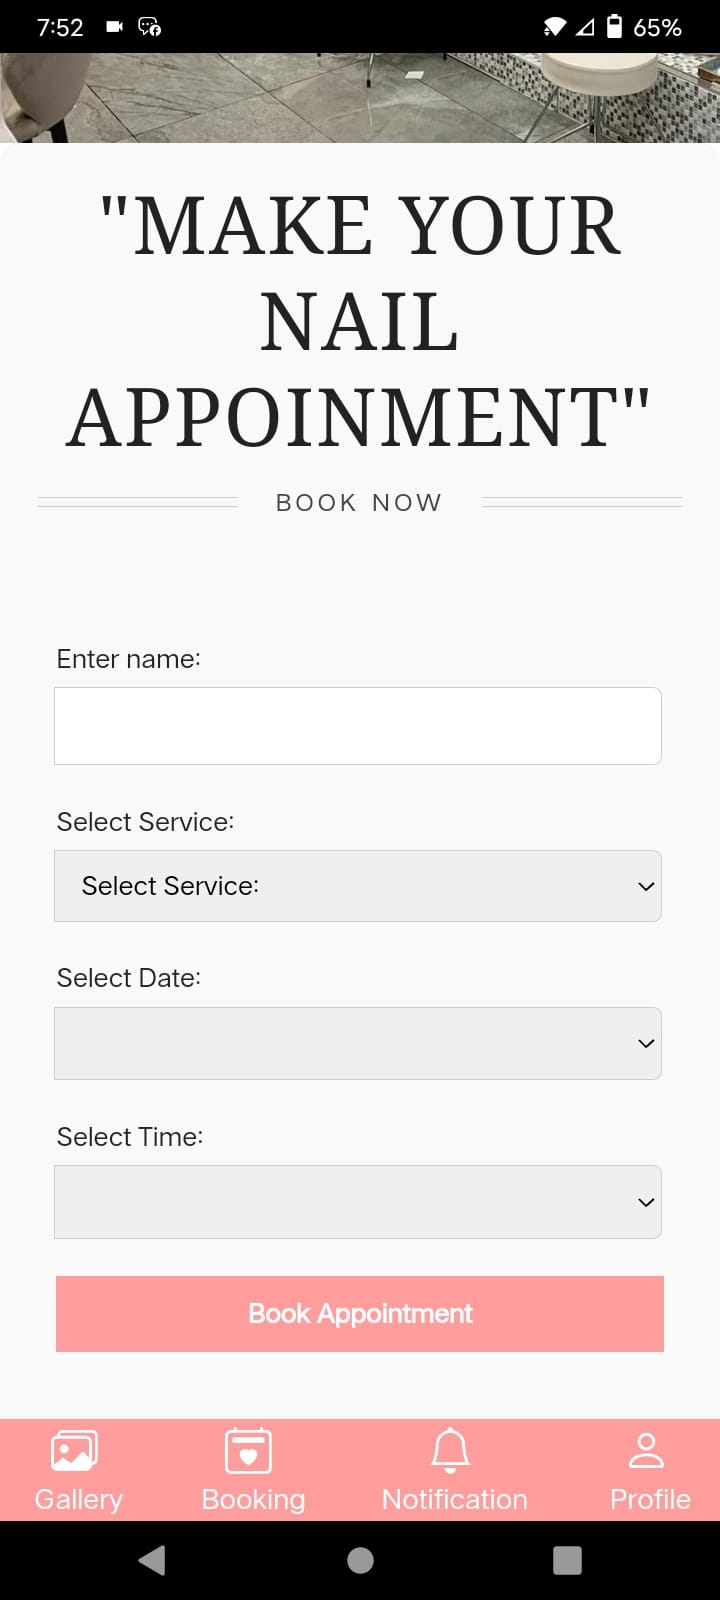 7:52 65%
"MAKE YOUR
NAIL
APPOINMENT"
BOOK NOW
Enter name:
Select Service:
Select Service:
Select Date:
Select Time:
Book Appointment
Gallery Booking Notification Profile